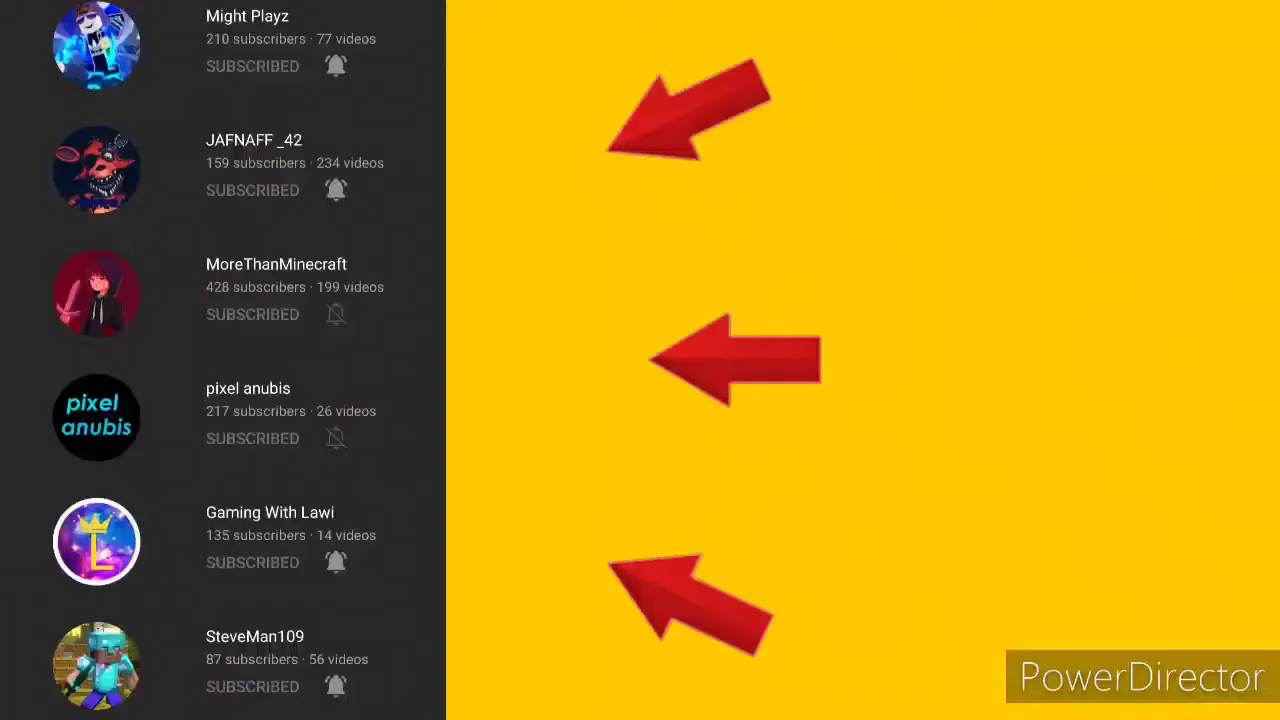 Might Playz
210 subscribers · 77 videos
SUBSCRIBED
JAFNAFF _42
159 subscribers · 234 videos
SUBSCRIBED
MoreThanMinecraft
428 subscribers · 199 videos
SUBSCRIBED
pixel
anubis
pixel anubis
217 subscribers · 26 videos
SUBSCRIBED
L
Gaming With Lawi
135 subscribers · 14 videos
SUBSCRIBED
SteveMan109
87 subscribers · 56 videos
SUBSCRIBED
PowerDirector